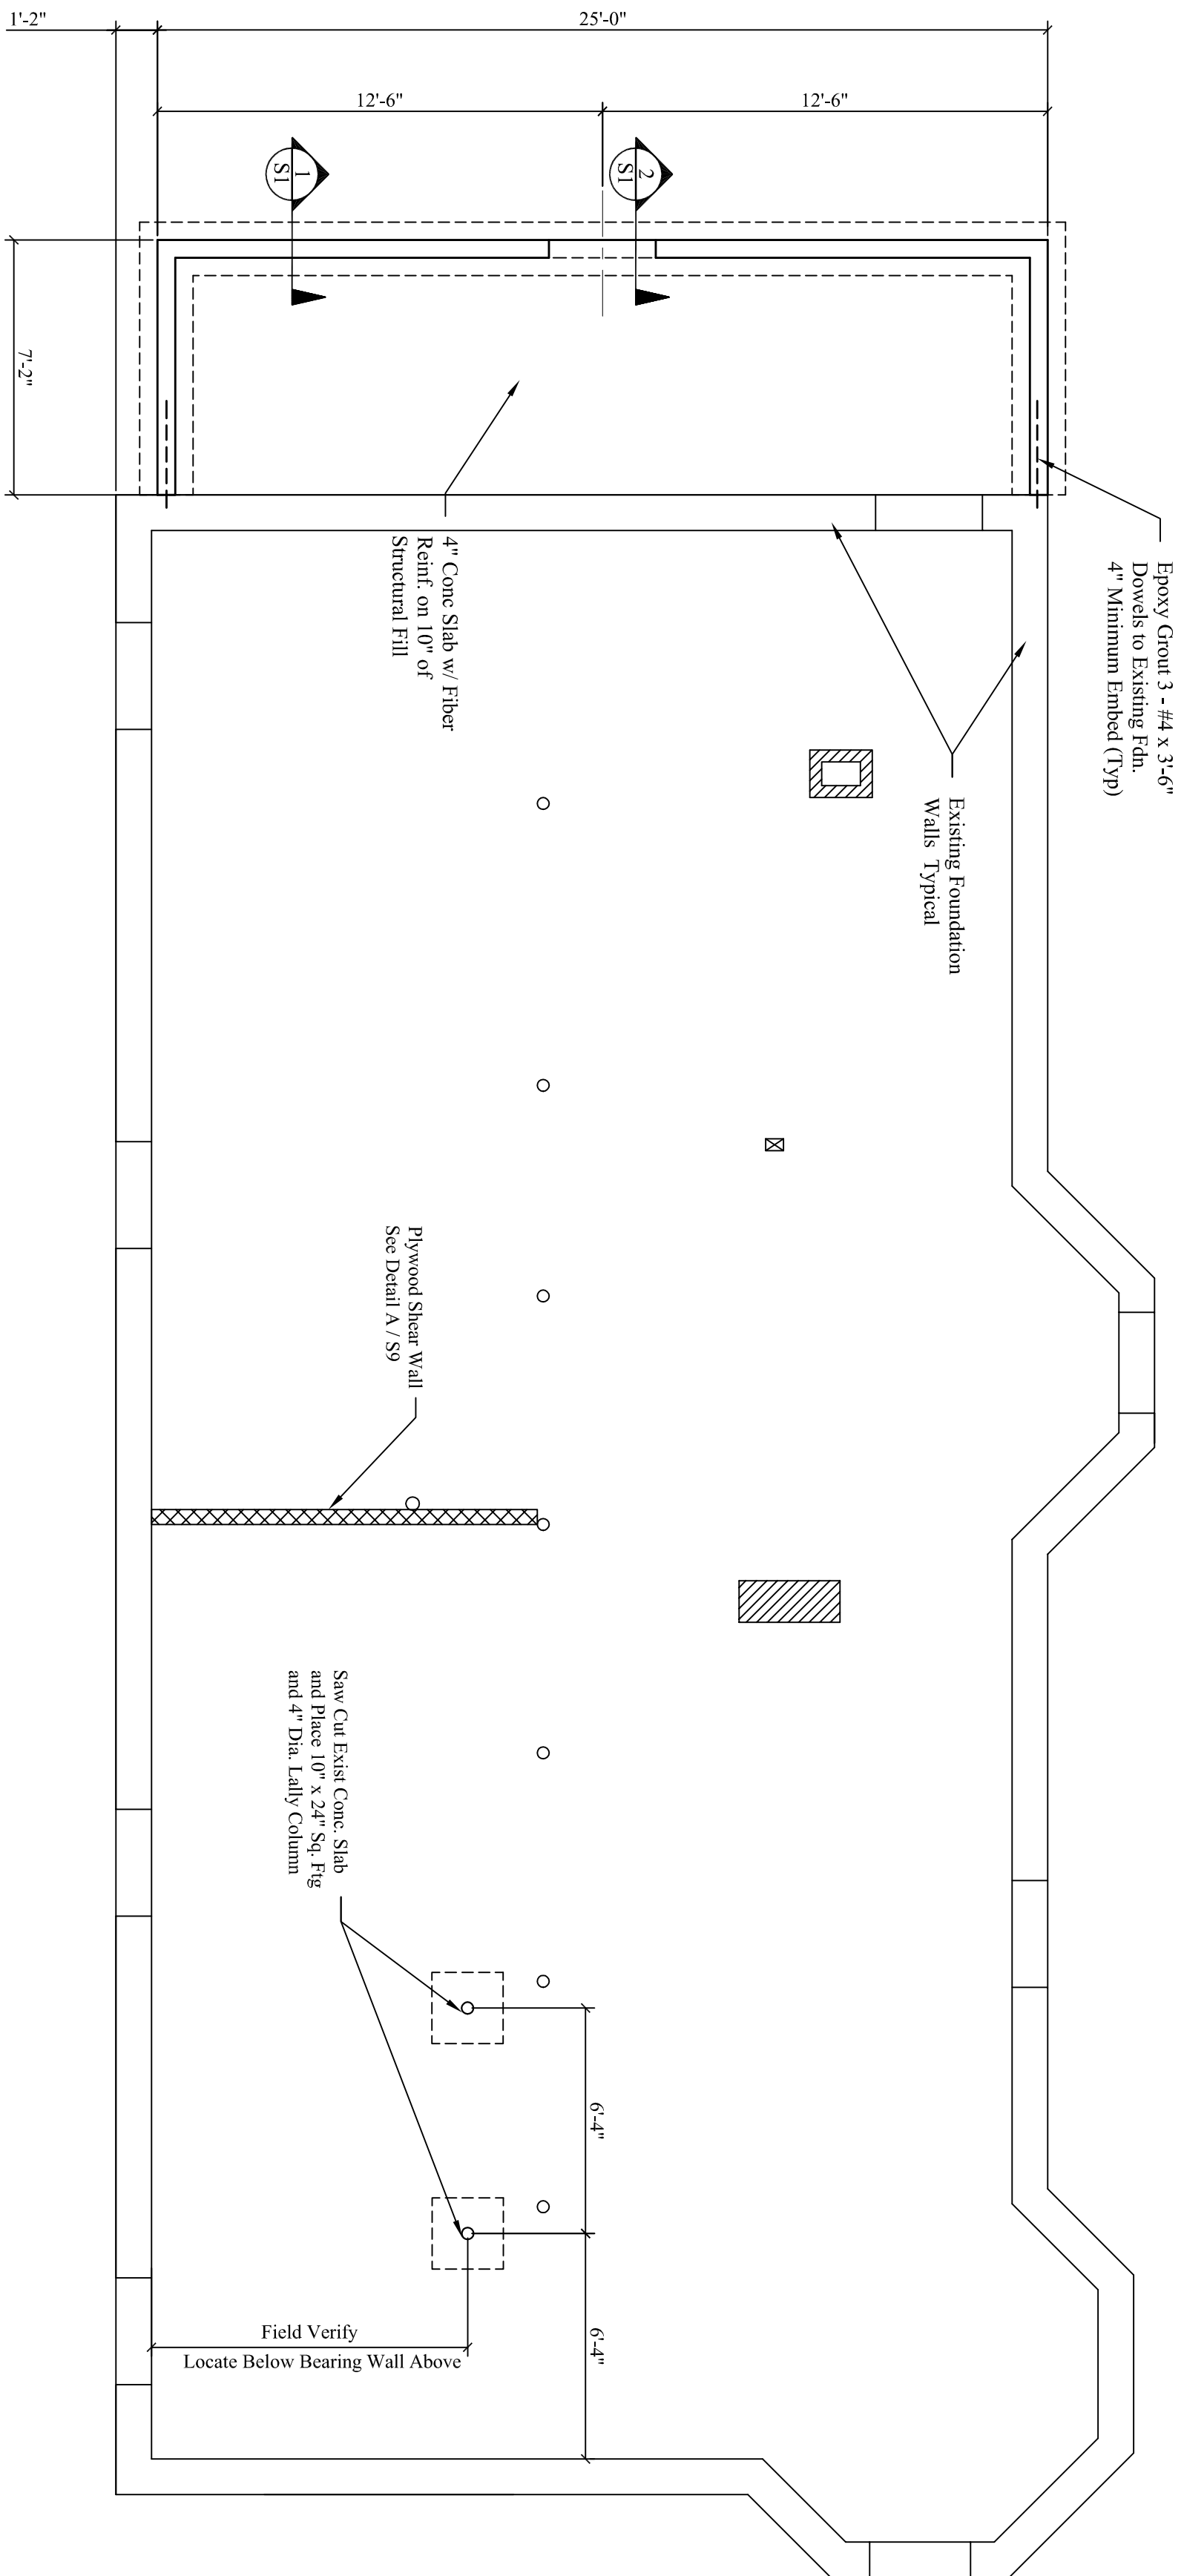 1'-2"
25'-0"
12'-6"
12'-6"
1
S1
2
S1
7'-2"
Epoxy Grout 3 - #4 x 3'-6"
Dowels to Existing Fdn.
4" Minimum Embed (Typ)
4" Conc Slab w/ Fiber
Reinf. on 10" of
Structural Fill
Existing Foundation
Walls Typical
Plywood Shear Wall
See Detail A / S9
Saw Cut Exist Conc. Slab
and Place 10" x 24" Sq. Ftg
and 4" Dia. Lally Column
6'-4"
6'-4"
Field Verify
Locate Below Bearing Wall Above